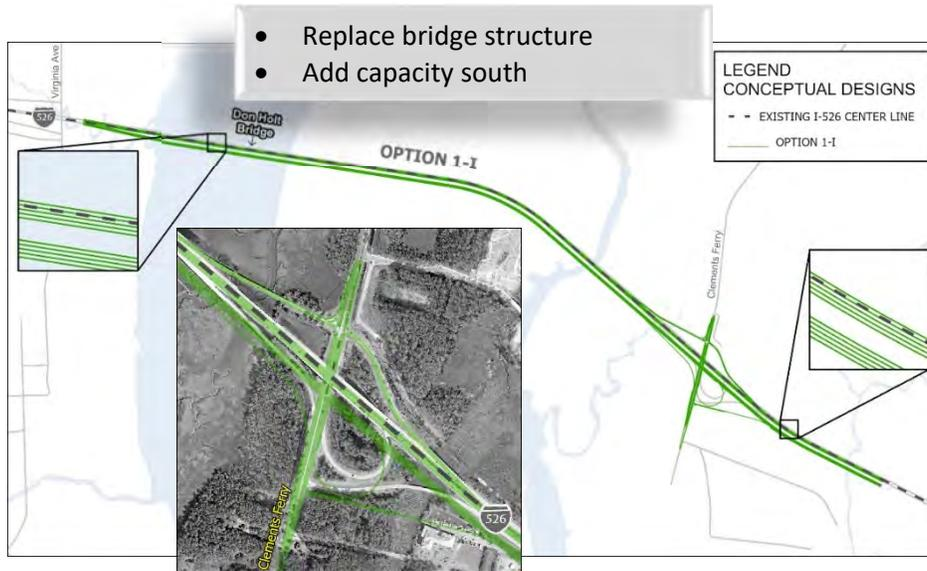 • Replace bridge structure
• Add capacity south
LEGEND
CONCEPTUAL DESIGNS
EXISTING I-526 CENTER LINE
OPTION 1-I
Virginia Ave
526
Don Holt
Bridge
OPTION 1-I
Clements Ferry
Clements Ferry
526